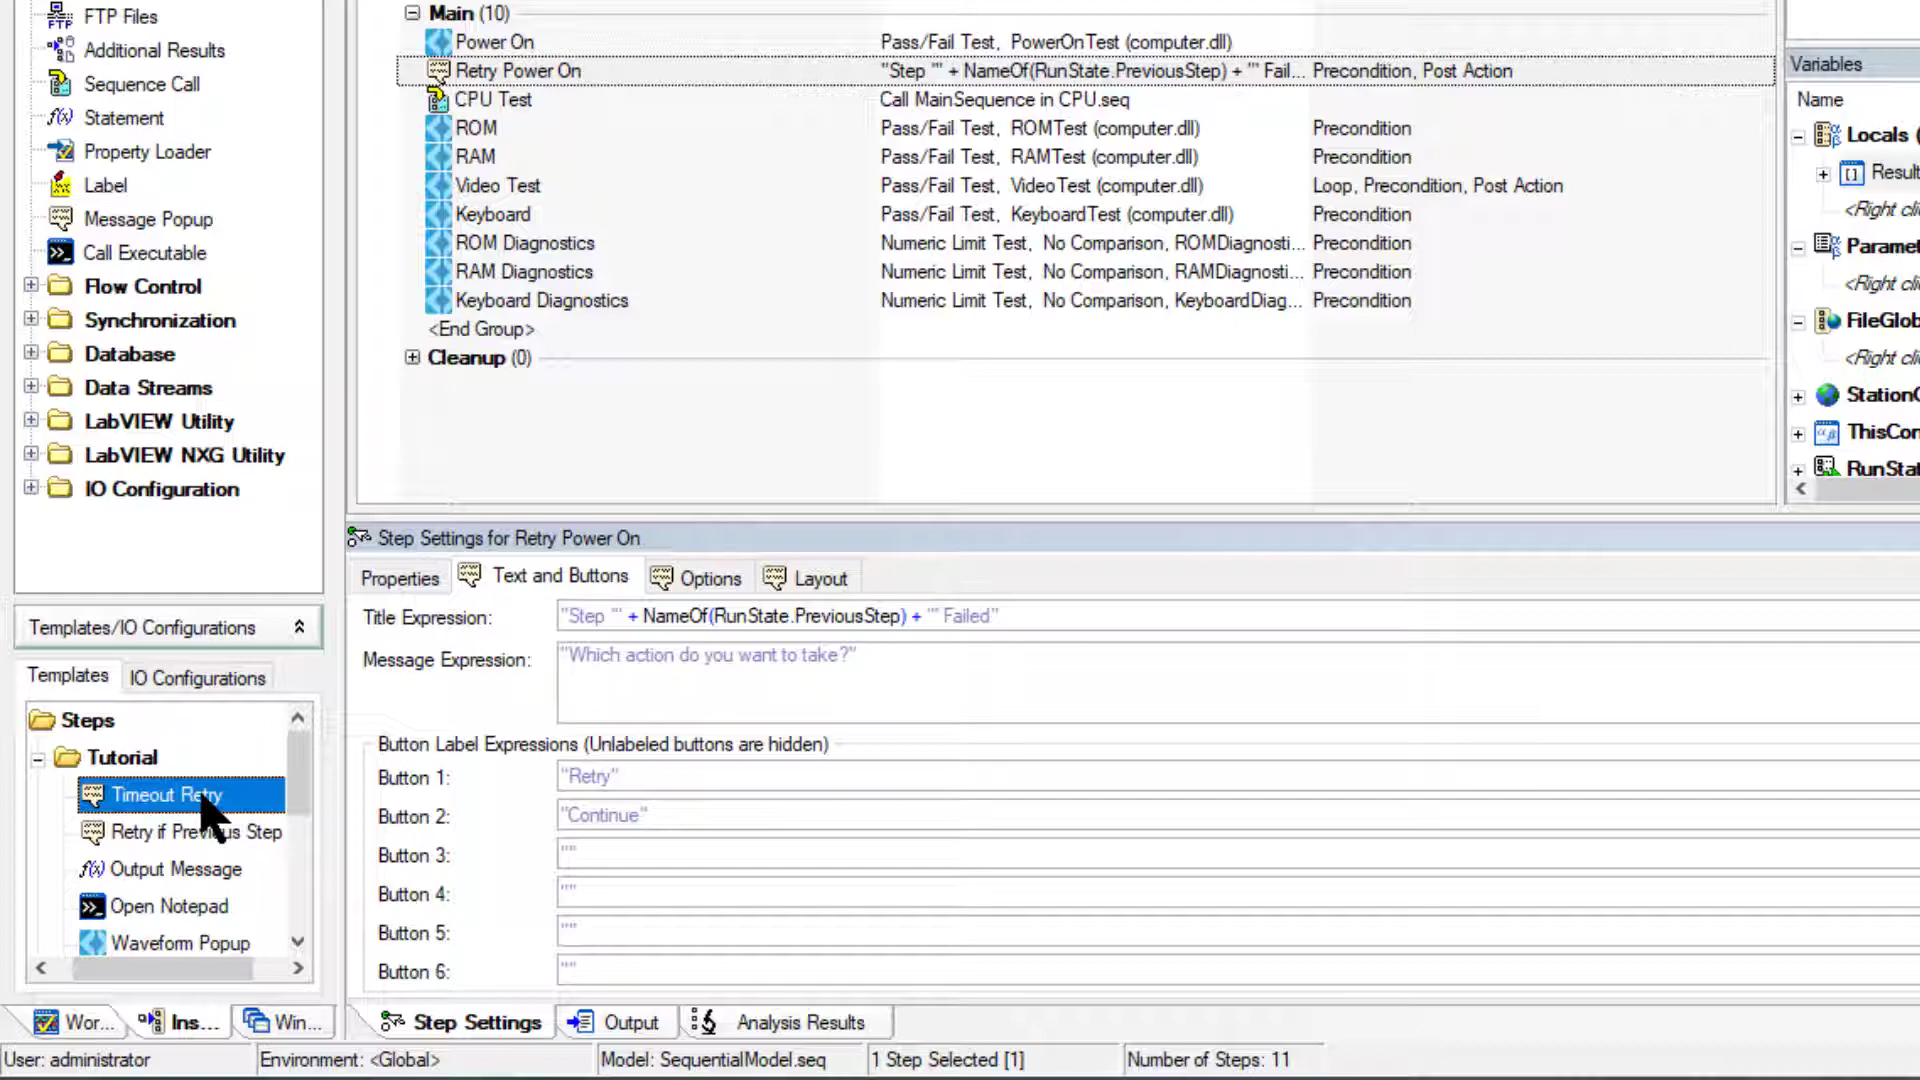 FTP Files
Additional Results
Sequence Call
Statement
Property Loader
Label
Message Popup
Call Executable
Flow Control
Synchronization
Database
Data Streams
LabVIEW Utility
LabVIEW NXG Utility
IO Configuration
Templates/IO Configurations
Templates IO Configurations
Steps
Tutorial
Timeout Retry
Retry if Previous Step
f(x) Output Message
Open Notepad
Waveform Popup
Wor... Ins... Win...
Main (10)
Power On Pass/Fail Test, PowerOnTest (computer.dll)
Retry Power On "Step '" + NameOf(RunState.PreviousStep) + "' Fail... Precondition, Post Action
CPU Test Call MainSequence in CPU.seq
ROM Pass/Fail Test, ROMTest (computer.dll) Precondition
RAM Pass/Fail Test, RAMTest (computer.dll) Precondition
Video Test Pass/Fail Test, VideoTest (computer.dll) Loop, Precondition, Post Action
Keyboard Pass/Fail Test, KeyboardTest (computer.dll) Precondition
ROM Diagnostics Numeric Limit Test, No Comparison, ROMDiagnosti... Precondition
RAM Diagnostics Numeric Limit Test, No Comparison, RAMDiagnosti... Precondition
Keyboard Diagnostics Numeric Limit Test, No Comparison, KeyboardDiag... Precondition
<End Group>
Cleanup (0)
Variables
Name
Locals (
Result
<Right cli
Paramet
<Right cli
FileGlob
<Right cli
StationG
ThisCon
RunStat
Step Settings for Retry Power On
Properties Text and Buttons Options Layout
Title Expression: "Step '" + NameOf(RunState.PreviousStep) + "' Failed"
Message Expression: "Which action do you want to take?"
Button Label Expressions (Unlabeled buttons are hidden)
Button 1: "Retry"
Button 2: "Continue"
Button 3: ""
Button 4: ""
Button 5: ""
Button 6: ""
Step Settings Output Analysis Results
User: administrator Environment: <Global> Model: SequentialModel.seq 1 Step Selected [1] Number of Steps: 11